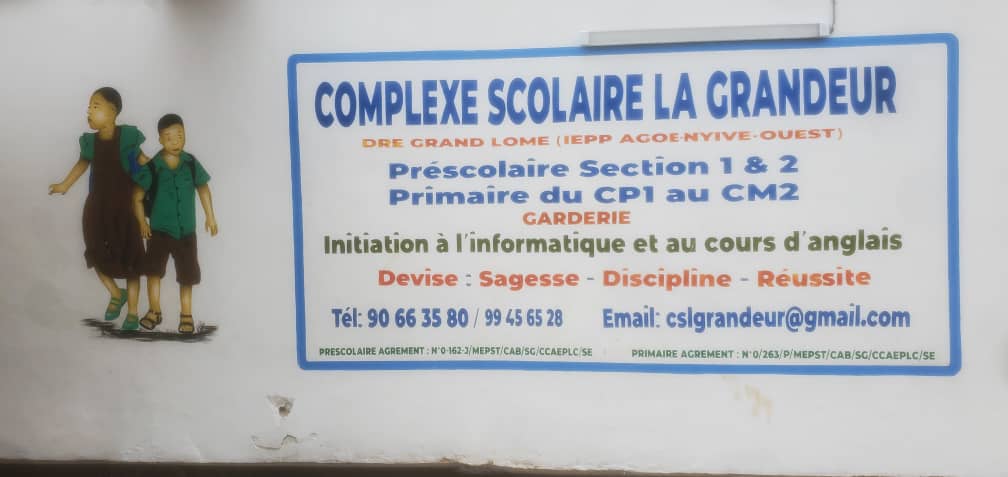 COMPLEXE SCOLAIRE LA GRANDEUR
DRE GRAND LOME (IEPP AGOE-NYIVE-OUEST)
Préscolaire Section 1 & 2
Primaire du CP1 au CM2
GARDERIE
Initiation à l'informatique et au cours d'anglais
Devise : Sagesse - Discipline - Réussite
Tél: 90 66 35 80 / 99 45 65 28 Email: cslgrandeur@gmail.com
PRESCOLAIRE AGREMENT : N°0-162-J/MEPST/CAB/SG/CCAEPLC/SE PRIMAIRE AGREMENT : N°0/263/P/MEPST/CAB/SG/CCAEPLC/SE